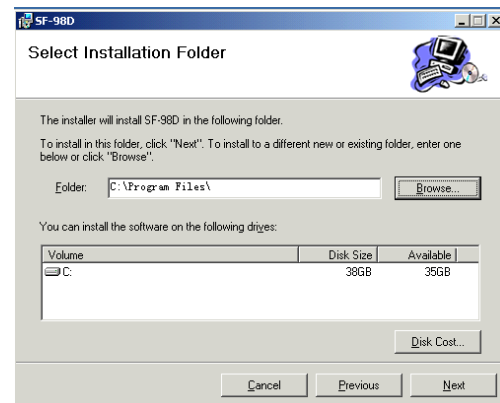 SF-98D
Select Installation Folder
The installer will install SF-98D in the following folder.
To install in this folder, click "Next". To install to a different new or existing folder, enter one
below or click "Browse".
Folder: C:\Program Files\ Browse...
You can install the software on the following drives:
Volume Disk Size Available
C: 38GB 35GB
Disk Cost...
Cancel Previous Next